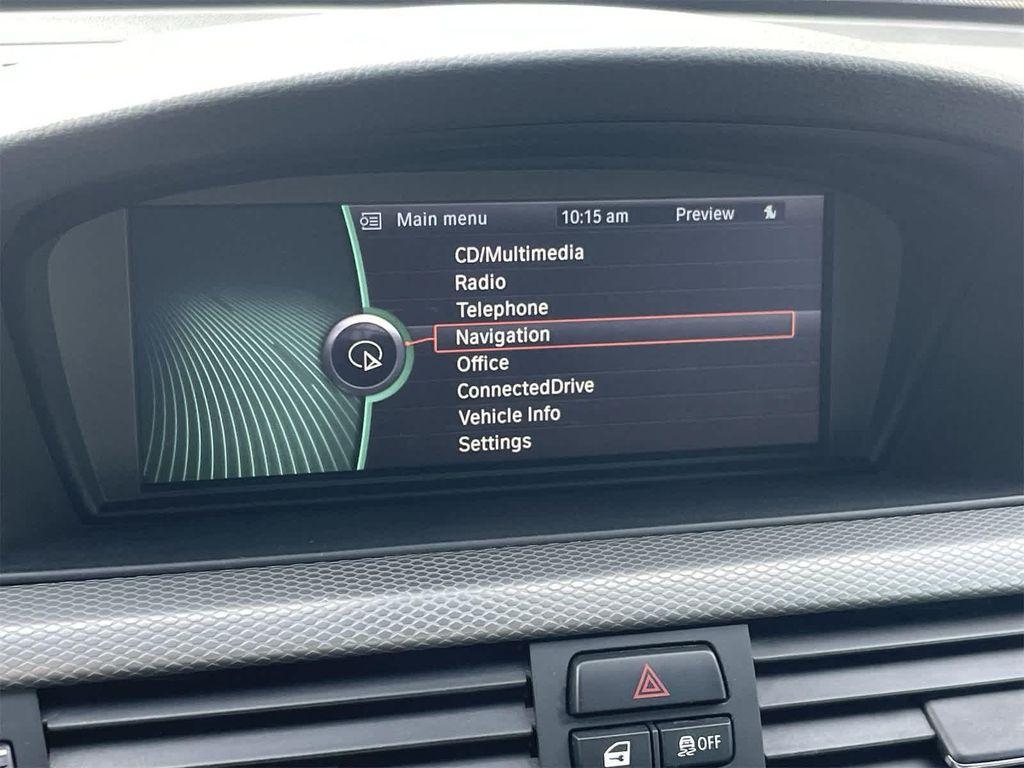 Main menu 10:15 am Preview
CD/Multimedia
Radio
Telephone
Navigation
Office
ConnectedDrive
Vehicle Info
Settings
OFF